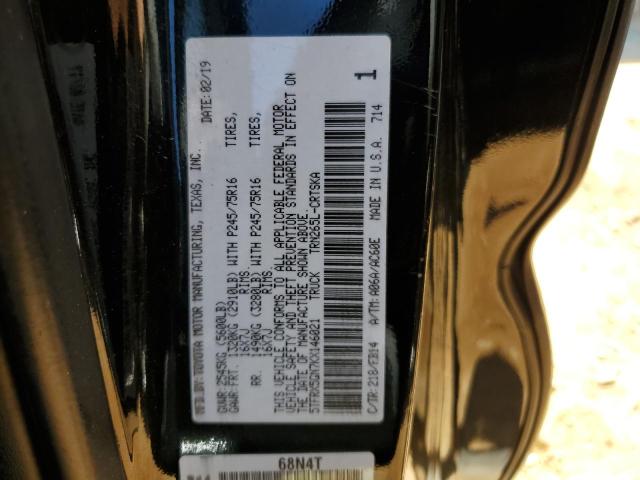 MFD.BY: TOYOTA MOTOR MANUFACTURING, TEXAS, INC. DATE: 02/19
GVWR: 2545KG (5600LB)
GAWR: FRT. 1320KG (2910LB) WITH P245/75R16 TIRES,
16X7J RIMS.
RR. 1490KG (3280LB) WITH P245/75R16 TIRES,
16X7J RIMS.
THIS VEHICLE CONFORMS TO ALL APPLICABLE FEDERAL MOTOR
VEHICLE SAFETY AND THEFT PREVENTION STANDARDS IN EFFECT ON
THE DATE OF MANUFACTURE SHOWN ABOVE.
5TFRX5GN7KX146021 TRUCK TRN265L-CRTSKA
1
C/TR: 218/FB14 A/TM: A06A/AC60E MADE IN U.S.A. 714
68N4T